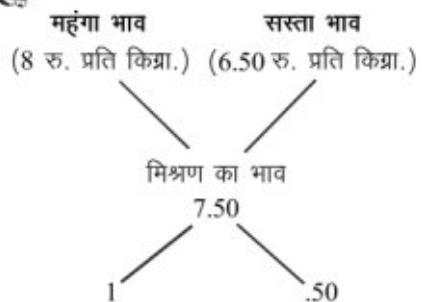 महंगा भाव सस्ता भाव
(8 रु. प्रति किग्रा.) (6.50 रु. प्रति किग्रा.)
मिश्रण का भाव
7.50
1 .50